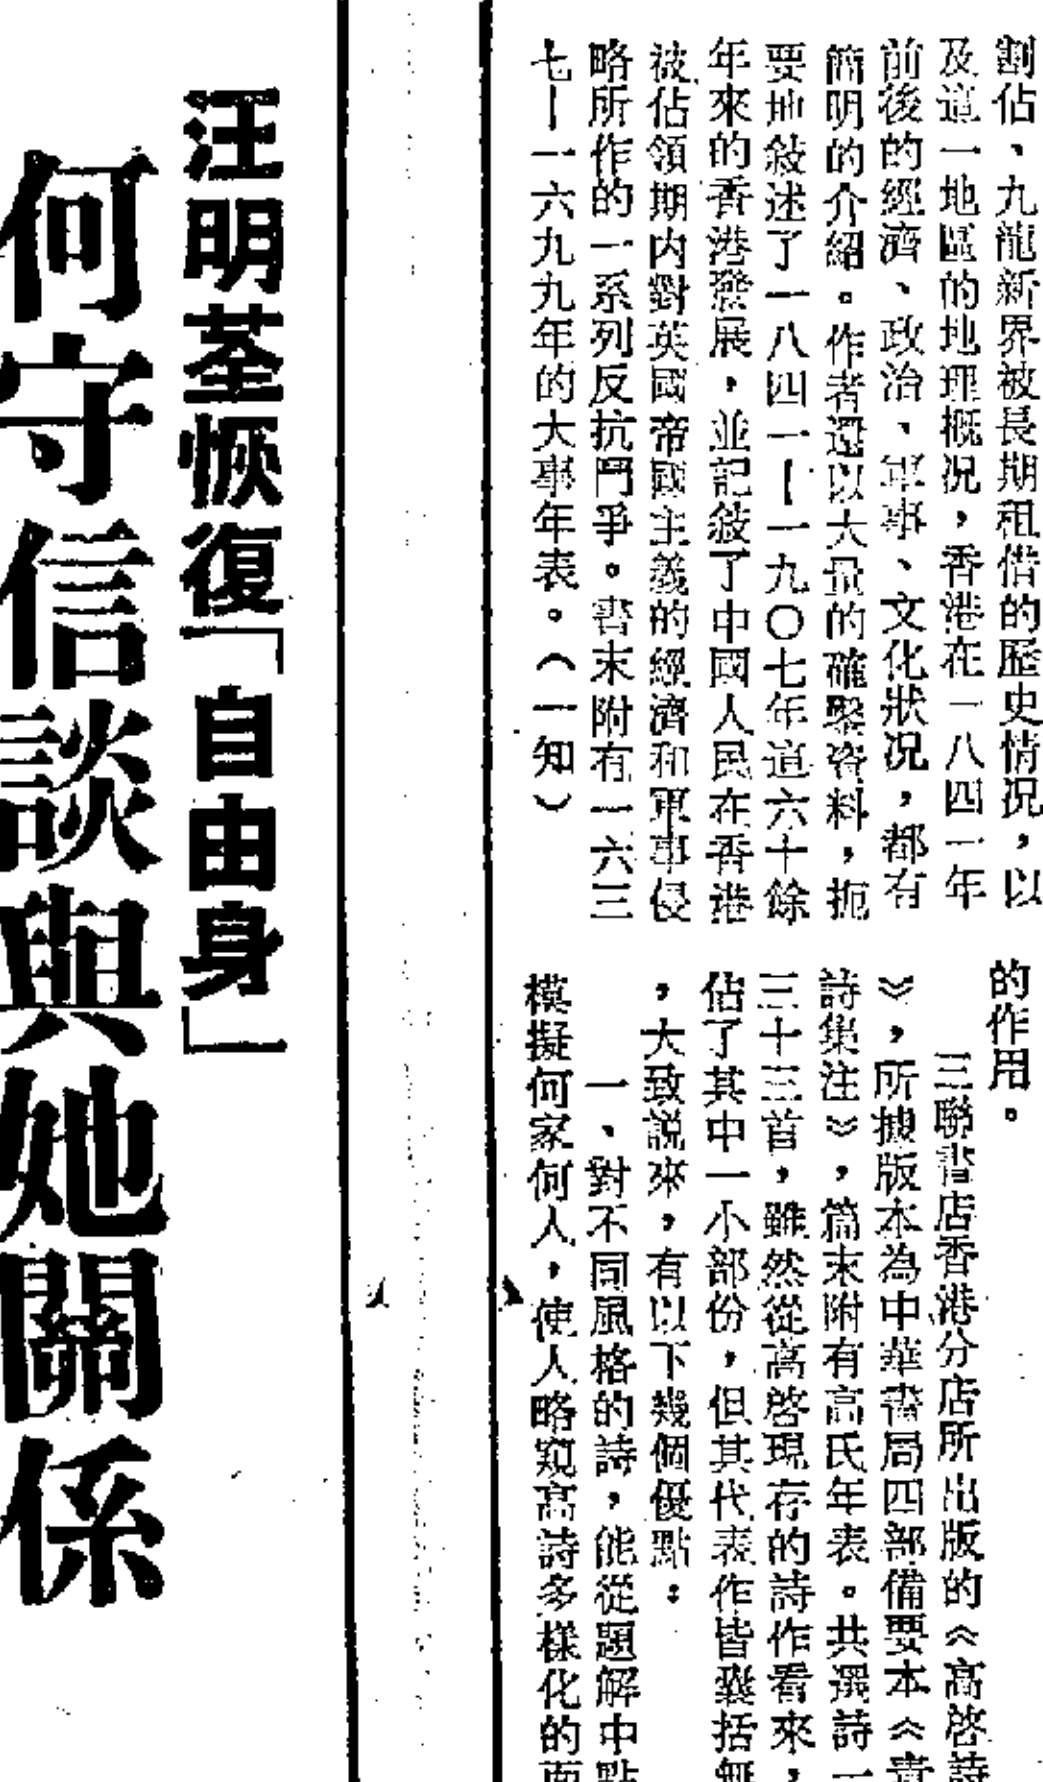 割佔、九龍新界被長期租借的歷史情況，以
及這一地區的地理概況，香港在一八四一年
前後的經濟、政治、軍事、文化狀況，都有
簡明的介紹。作者還以大量的確鑿資料，扼
要地敍述了一八四一—一九〇七年這六十餘
年來的香港發展，並記敍了中國人民在香港
被佔領期内對英國帝國主義的經濟和軍事侵
略所作的一系列反抗鬥爭。書末附有一六三
七—一六九九年的大事年表。（一知）
的作用。
三聯書店香港分店所出版的《高啓詩
》，所據版本為中華書局四部備要本《青
詩集注》，篇末附有高氏年表。共選詩一
三十三首，雖然從高啓現存的詩作看來，
佔了其中一小部份，但其代表作皆囊括無
，大致説來，有以下幾個優點：
一、對不同風格的詩，能從題解中點
模擬何家何人，使人略窺高詩多樣化的面
汪明荃恢復「自由身」
何守信談與她關係